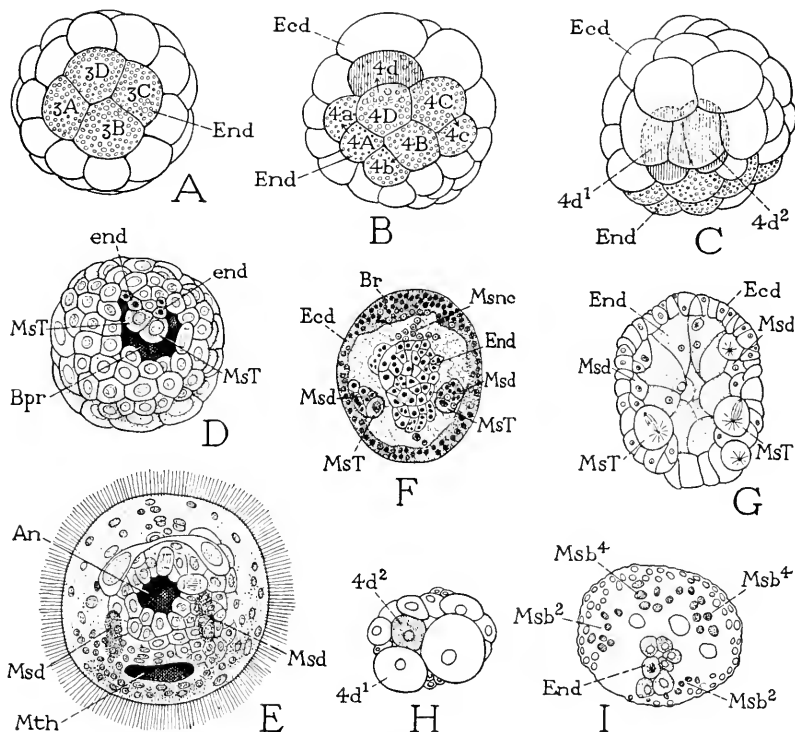 3D
3A
3C
3B
End
A
Ecd
4d
4a
4D
4C
4A
4B
4c
4b
End
B
Ecd
4d¹
4d²
End
C
end
end
MsT
MsT
Bpr
D
Br
Msnc
Ecd
End
Msd
Msd
MsT
MsT
F
End
Ecd
Msd
Msd
MsT
MsT
G
An
Msd
Msd
Mth
E
4d²
4d¹
H
Msb⁴
Msb⁴
Msb²
End
Msb²
I